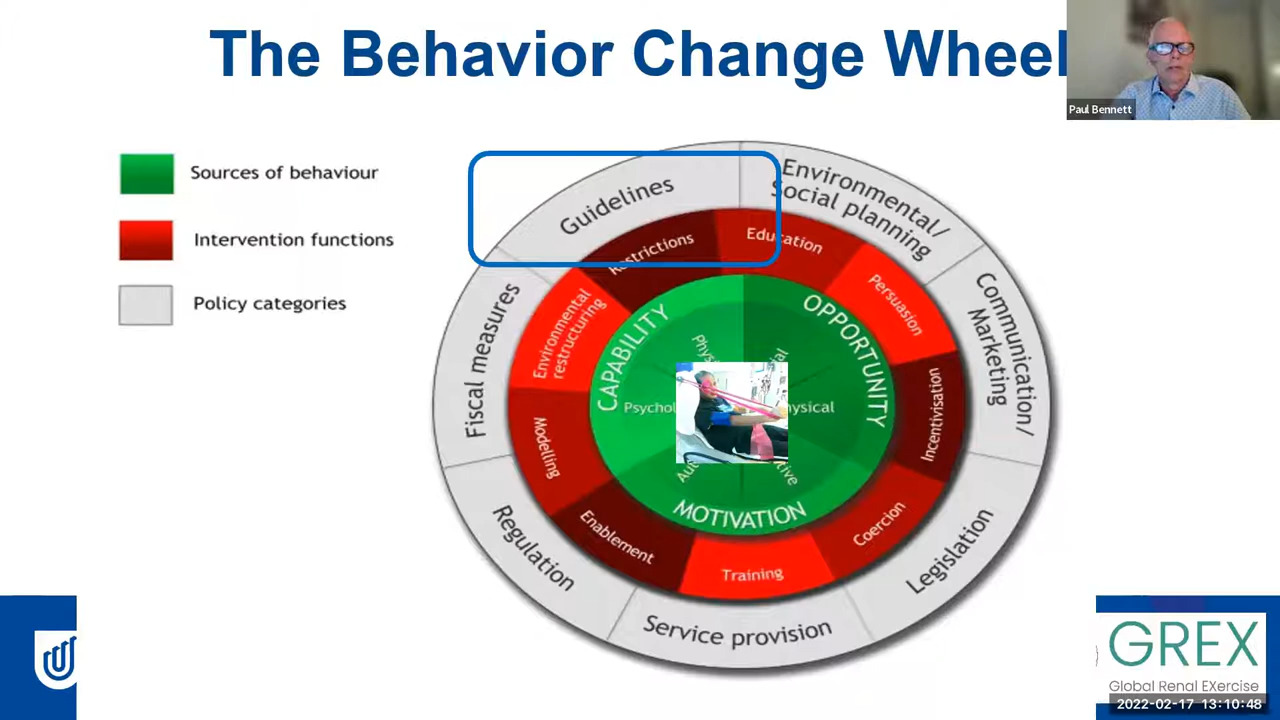 The Behavior Change Wheel
Paul Bennett
Sources of behaviour
Intervention functions
Policy categories
Guidelines
Environmental/
Social planning
Communication/
Marketing
Legislation
Service provision
Regulation
Fiscal measures
Restrictions
Education
Persuasion
Incentivisation
Coercion
Training
Enablement
Modelling
Environmental
restructuring
CAPABILITY
OPPORTUNITY
MOTIVATION
GREX
Global Renal EXercise
2022-02-17 13:10:48